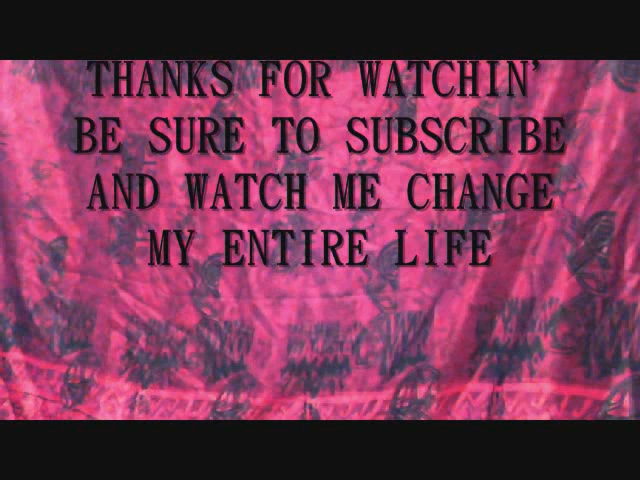 THANKS FOR WATCHIN'
BE SURE TO SUBSCRIBE
AND WATCH ME CHANGE
MY ENTIRE LIFE